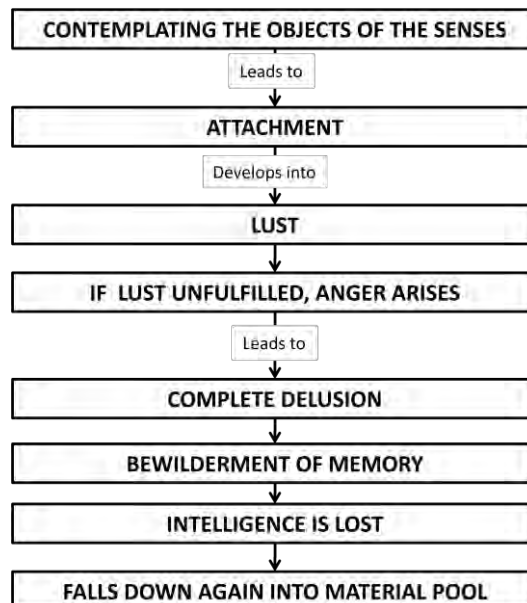 CONTEMPLATING THE OBJECTS OF THE SENSES
Leads to
ATTACHMENT
Develops into
LUST
IF LUST UNFULFILLED, ANGER ARISES
Leads to
COMPLETE DELUSION
BEWILDERMENT OF MEMORY
INTELLIGENCE IS LOST
FALLS DOWN AGAIN INTO MATERIAL POOL